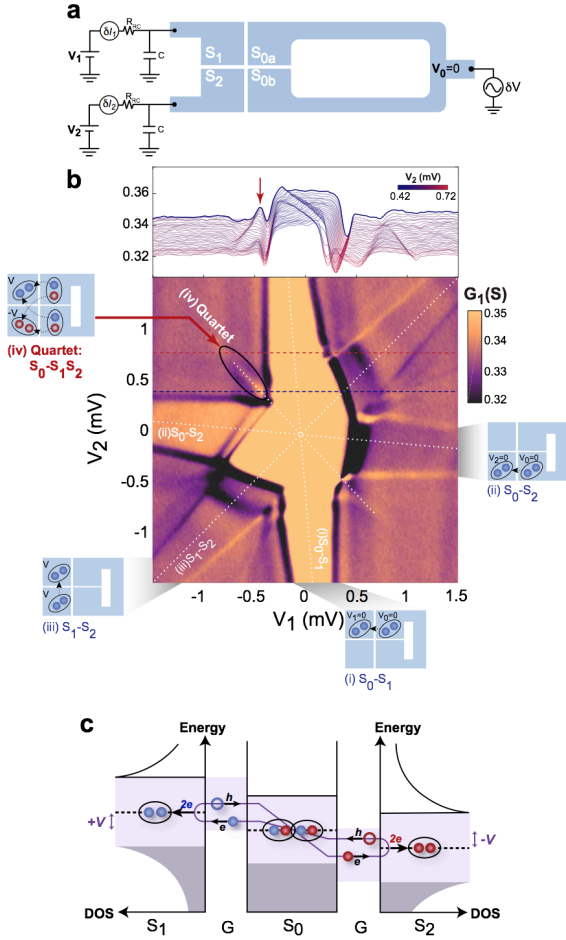 a
δI1 RRC
V1 C
S1 S0a
S2 S0b
V0=0
δV
δI2 RRC
V2 C
b
V2 (mV)
0.42 0.72
0.36
0.34
0.32
V
-V
(iv) Quartet:
S0-S1S2
(iv) Quartet
G1(S)
0.35
0.34
0.33
0.32
1
0.5
0
-0.5
-1
V2 (mV)
(ii)S0-S2
(iii)S1-S2
(i)S0-S1
V2=0 V0=0
(ii) S0-S2
V
V
(iii) S1-S2
-1 -0.5 0 0.5 1 1.5
V1 (mV)
V1=0 V0=0
(i) S0-S1
c
Energy Energy
+V 2e h e
h e 2e -V
DOS S1 G S0 G S2 DOS